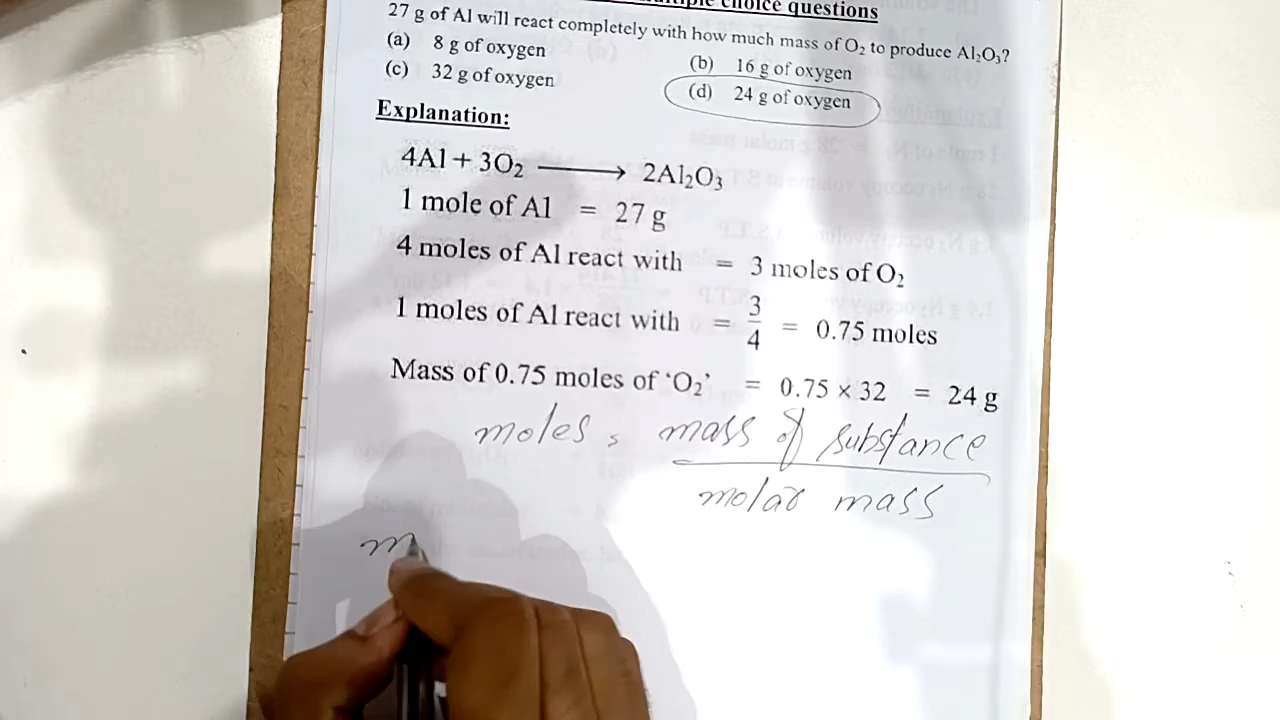 choice questions
27 g of Al will react completely with how much mass of O₂ to produce Al₂O₃?
(a) 8 g of oxygen (b) 16 g of oxygen
(c) 32 g of oxygen (d) 24 g of oxygen
Explanation:
4Al + 3O₂ ⟶ 2Al₂O₃
1 mole of Al = 27 g
4 moles of Al react with = 3 moles of O₂
1 moles of Al react with = 3/4 = 0.75 moles
Mass of 0.75 moles of ‘O₂’ = 0.75 × 32 = 24 g
moles = mass of substance
molar mass
m